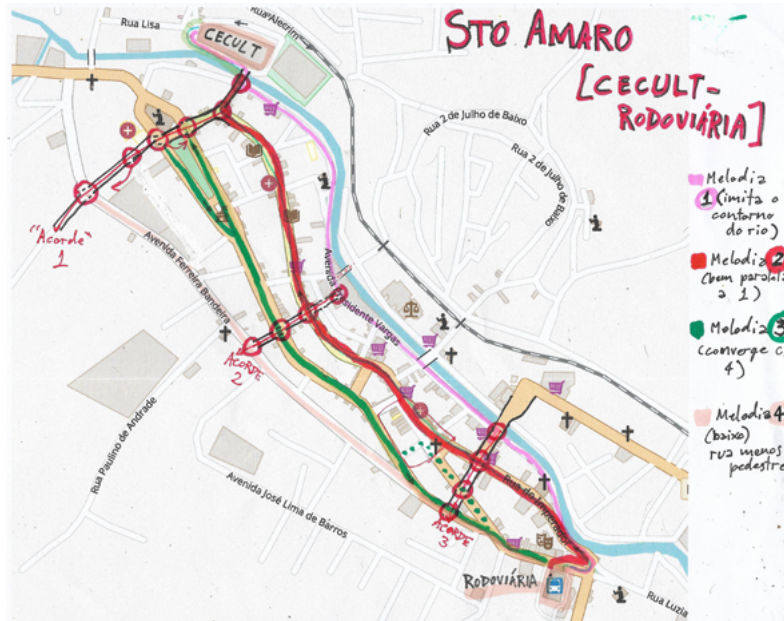 Rua Lisa
Rua Alecrim
CECULT
STO AMARO
[CECULT-
RODOVIÁRIA]
Rua 2 de Julho de Baixo
Rua 2 de Julho
de Baixo
Melodia
1 (imita o
contorno
do rio)
Melodia 2
(bem paralela
à 1)
Melodia 3
(converge c
4)
Melodia 4
(baixo)
rua menos
pedestre
"Acorde"
1
Avenida Ferreira Bandeira
Avenida Presidente Vargas
ACORDE
2
Rua Paulino de Andrade
Avenida José Lima de Barros
ACORDE
3
Rua do Imperador
RODOVIÁRIA
Rua Luzia